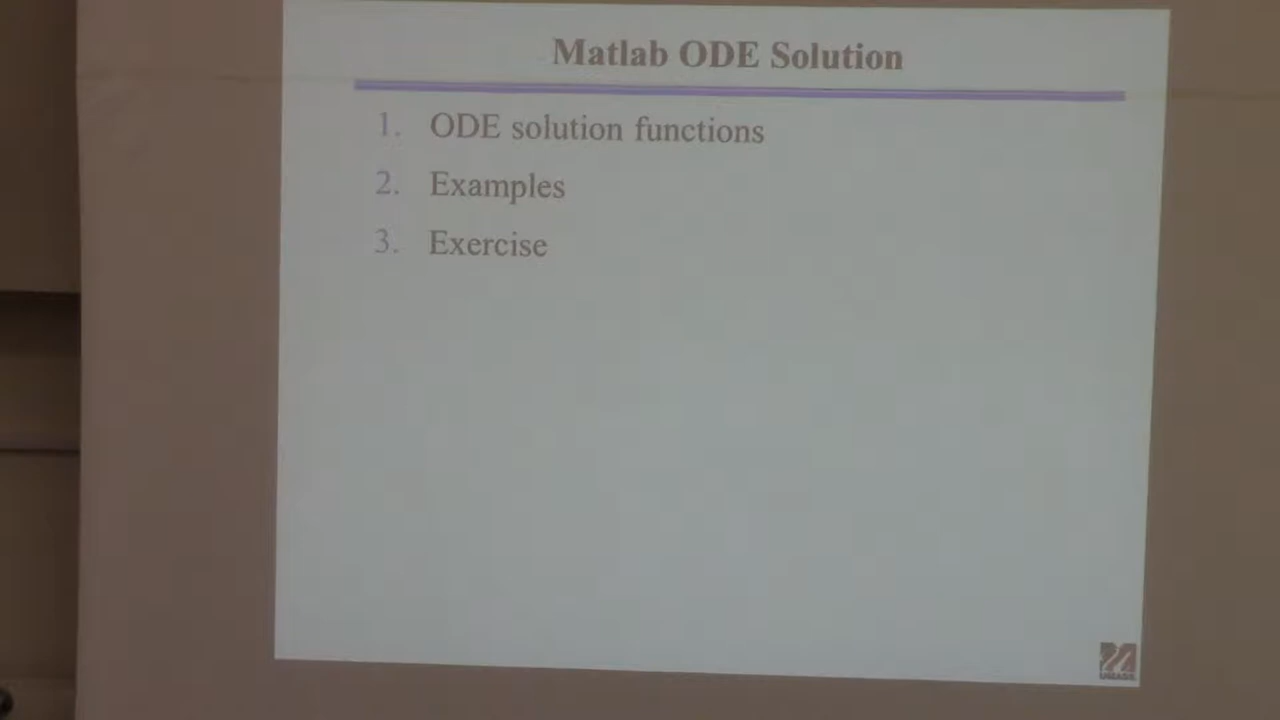 Matlab ODE Solution
1. ODE solution functions
2. Examples
3. Exercise